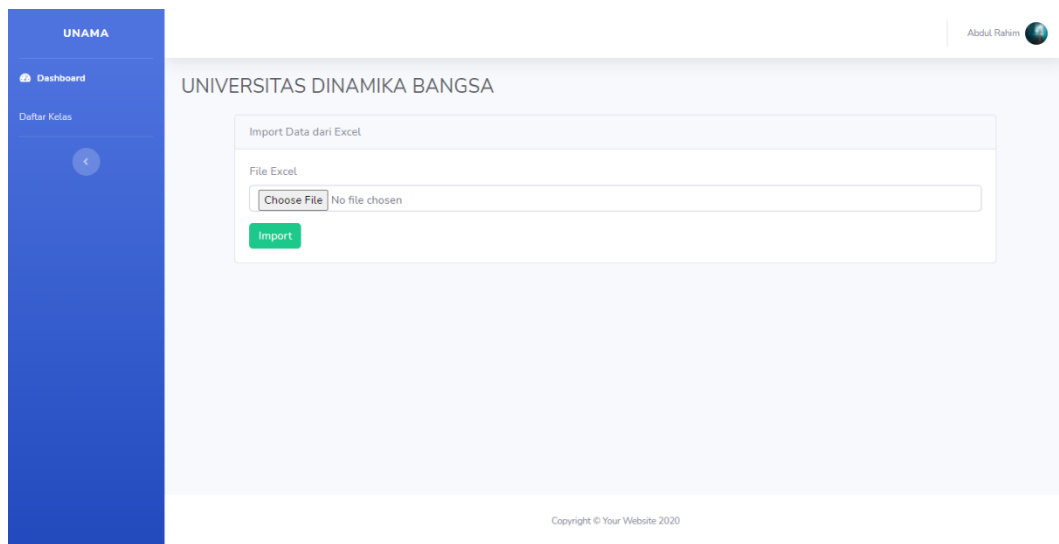 UNAMA
Abdul Rahim
Dashboard
UNIVERSITAS DINAMIKA BANGSA
Daftar Kelas
Import Data dari Excel
File Excel
Choose File No file chosen
Import
Copyright © Your Website 2020